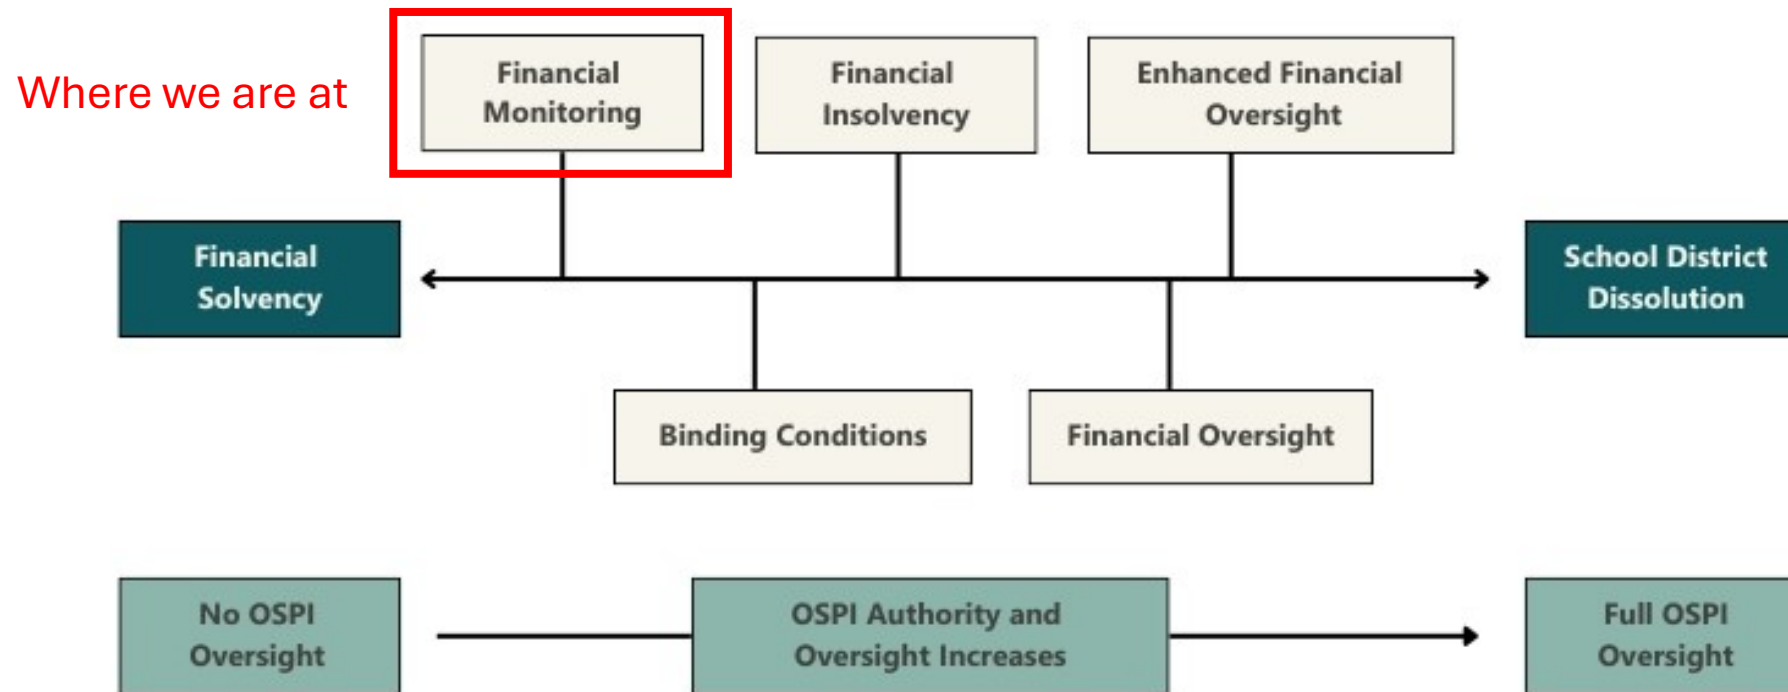 Where we are at
Financial
Monitoring
Financial
Insolvency
Enhanced Financial
Oversight
Financial
Solvency
School District
Dissolution
Binding Conditions
Financial Oversight
No OSPI
Oversight
OSPI Authority and
Oversight Increases
Full OSPI
Oversight